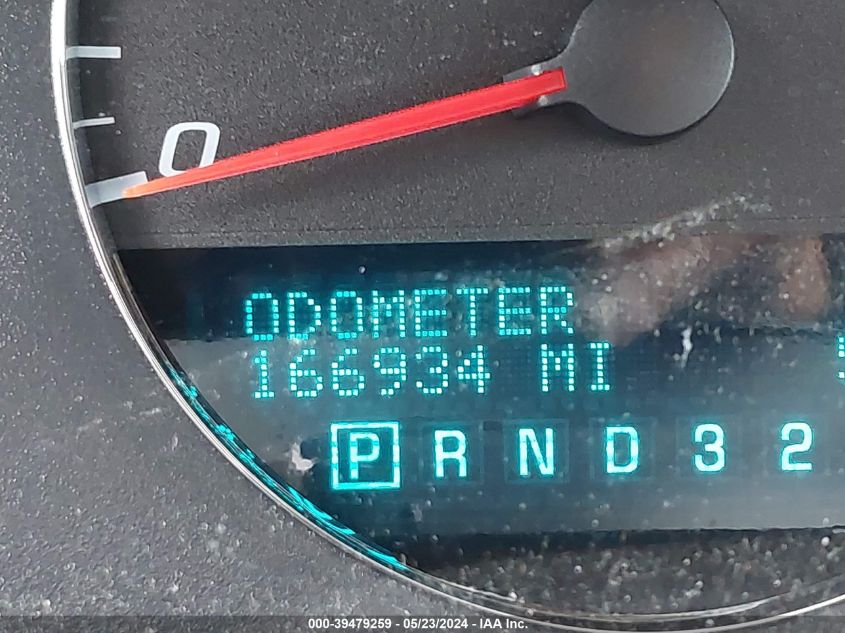 0
ODOMETER
166934 MI
P R N D 3 2
000-39479259 - 05/23/2024 - IAA Inc.